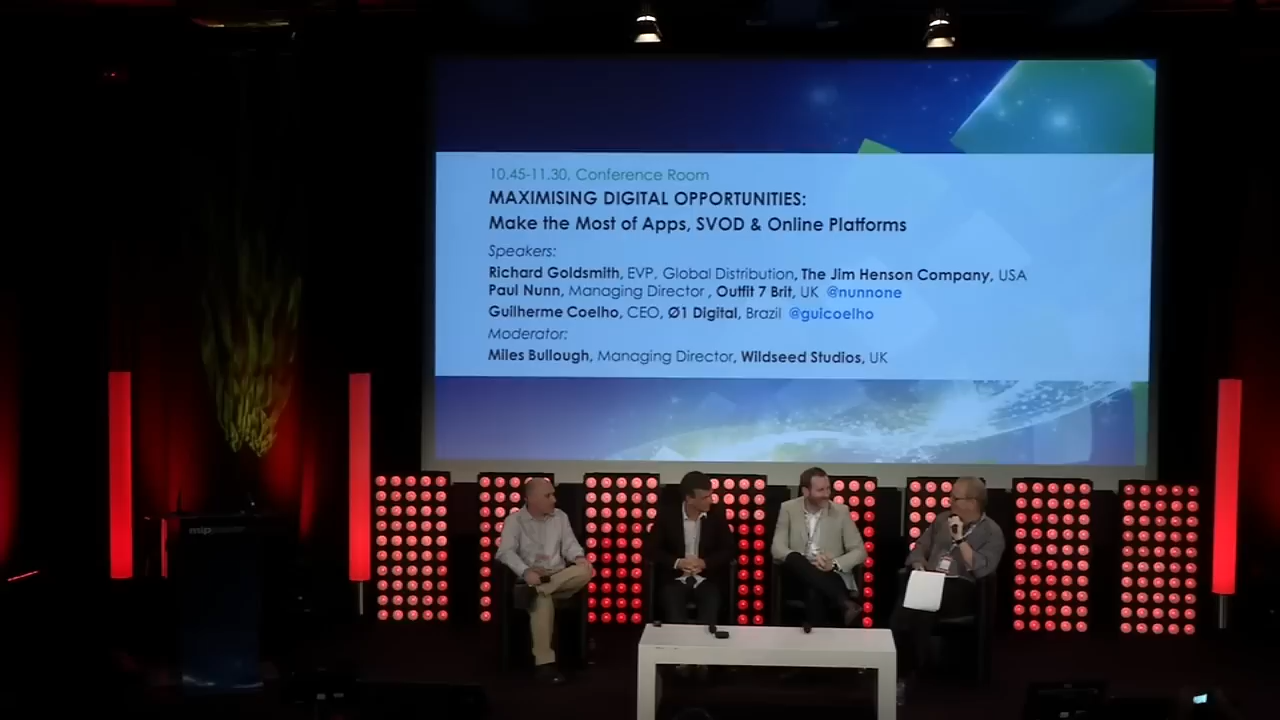 10.45-11.30, Conference Room
MAXIMISING DIGITAL OPPORTUNITIES:
Make the Most of Apps, SVOD & Online Platforms
Speakers:
Richard Goldsmith, EVP, Global Distribution, The Jim Henson Company, USA
Paul Nunn, Managing Director , Outfit 7 Brit, UK @nunnone
Guilherme Coelho, CEO, Ø1 Digital, Brazil @guicoelho
Moderator:
Miles Bullough, Managing Director, Wildseed Studios, UK